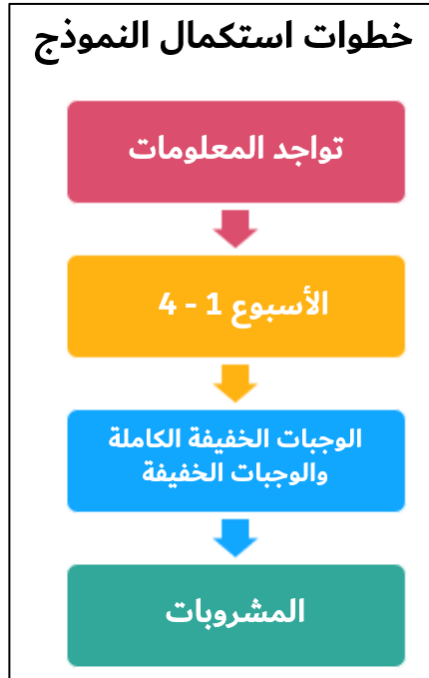 خطوات استكمال النموذج
تواجد المعلومات
الأسبوع 1 - 4
الوجبات الخفيفة الكاملة
والوجبات الخفيفة
المشروبات